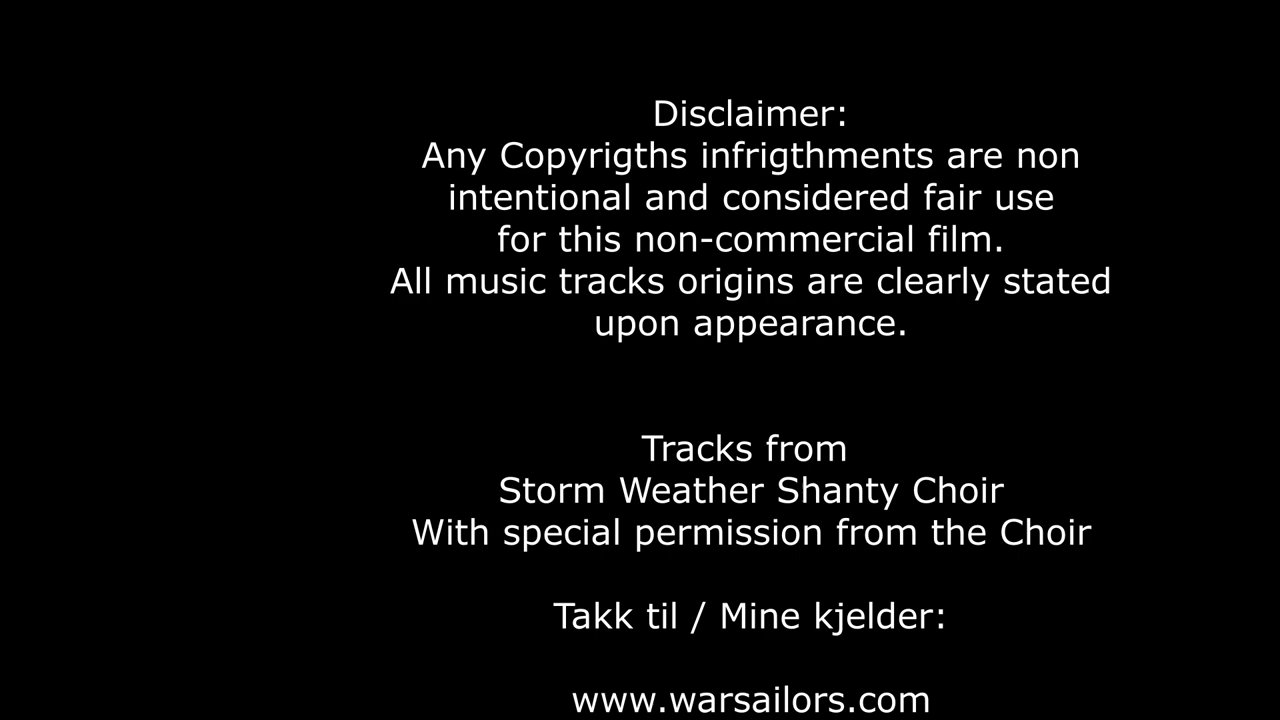 Disclaimer:
Any Copyrigths infrigthments are non
intentional and considered fair use
for this non-commercial film.
All music tracks origins are clearly stated
upon appearance.
Tracks from
Storm Weather Shanty Choir
With special permission from the Choir
Takk til / Mine kjelder:
www.warsailors.com